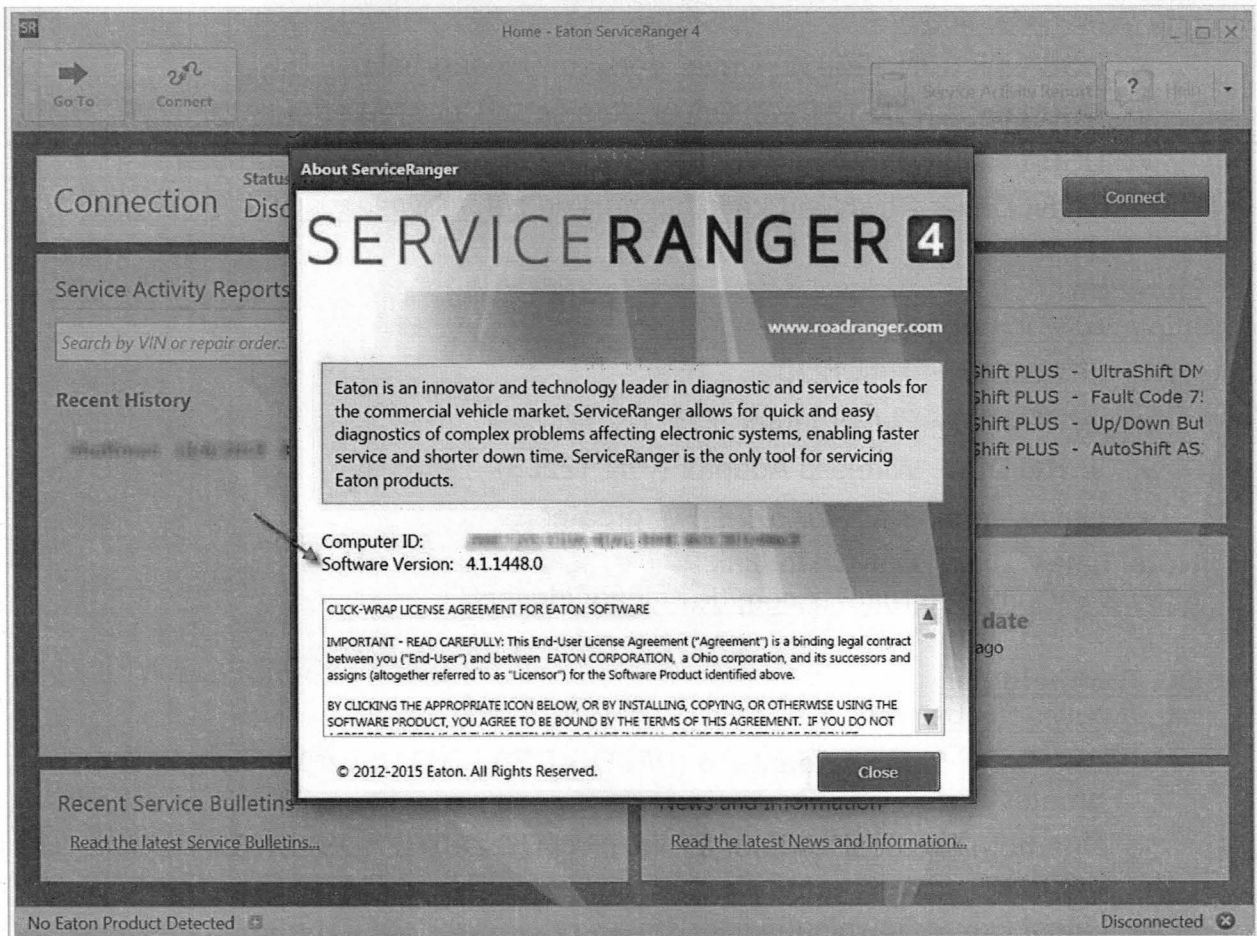 SR
Home - Eaton ServiceRanger 4
Go To
Connect
Service Activity Report
?
Help
About ServiceRanger
Connection
Status
Disc
Connect
SERVICERANGER 4
www.roadranger.com
Service Activity Reports
Search by VIN or repair order...
Recent History
Eaton is an innovator and technology leader in diagnostic and service tools for
the commercial vehicle market. ServiceRanger allows for quick and easy
diagnostics of complex problems affecting electronic systems, enabling faster
service and shorter down time. ServiceRanger is the only tool for servicing
Eaton products.
Shift PLUS - UltraShift DM
Shift PLUS - Fault Code 7
Shift PLUS - Up/Down But
Shift PLUS - AutoShift AS
Computer ID:
Software Version: 4.1.1448.0
CLICK-WRAP LICENSE AGREEMENT FOR EATON SOFTWARE
IMPORTANT - READ CAREFULLY: This End-User License Agreement ("Agreement") is a binding legal contract
between you ("End-User") and between EATON CORPORATION, a Ohio corporation, and its successors and
assigns (altogether referred to as "Licensor") for the Software Product identified above.
BY CLICKING THE APPROPRIATE ICON BELOW, OR BY INSTALLING, COPYING, OR OTHERWISE USING THE
SOFTWARE PRODUCT, YOU AGREE TO BE BOUND BY THE TERMS OF THIS AGREEMENT. IF YOU DO NOT
date
ago
© 2012-2015 Eaton. All Rights Reserved.
Close
Recent Service Bulletins
News and Information
Read the latest Service Bulletins...
Read the latest News and Information...
No Eaton Product Detected
Disconnected